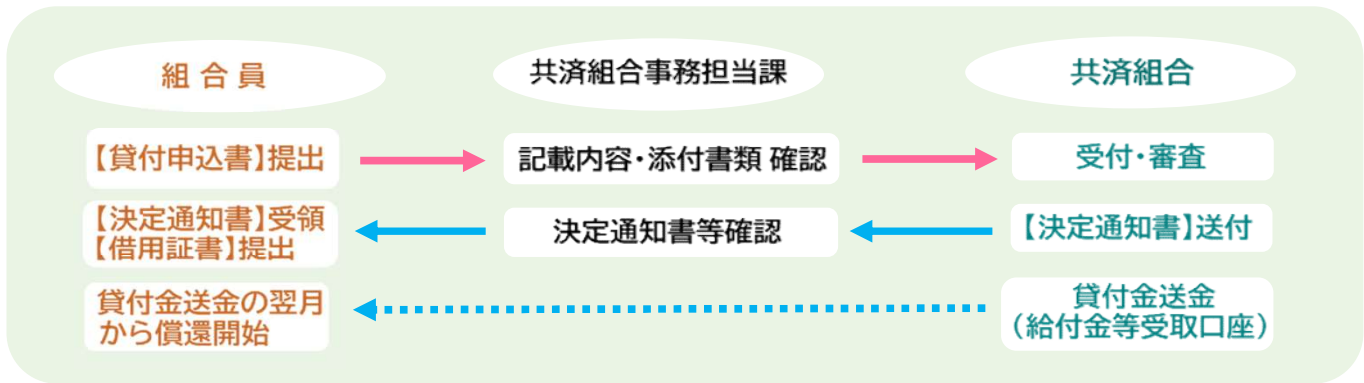 組合員
共済組合事務担当課
共済組合
【貸付申込書】提出
記載内容・添付書類 確認
受付・審査
【決定通知書】受領
【借用証書】提出
決定通知書等確認
【決定通知書】送付
貸付金送金の翌月
から償還開始
貸付金送金
（給付金等受取口座）